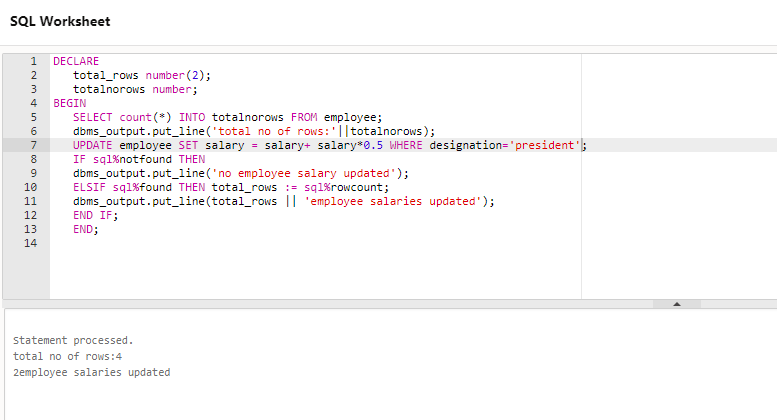 SQL Worksheet
1 DECLARE
2 total_rows number(2);
3 totalnorows number;
4 BEGIN
5 SELECT count(*) INTO totalnorows FROM employee;
6 dbms_output.put_line('total no of rows:'||totalnorows);
7 UPDATE employee SET salary = salary+ salary*0.5 WHERE designation='president';
8 IF sql%notfound THEN
9 dbms_output.put_line('no employee salary updated');
10 ELSIF sql%found THEN total_rows := sql%rowcount;
11 dbms_output.put_line(total_rows || 'employee salaries updated');
12 END IF;
13 END;
14
Statement processed.
total no of rows:4
2employee salaries updated